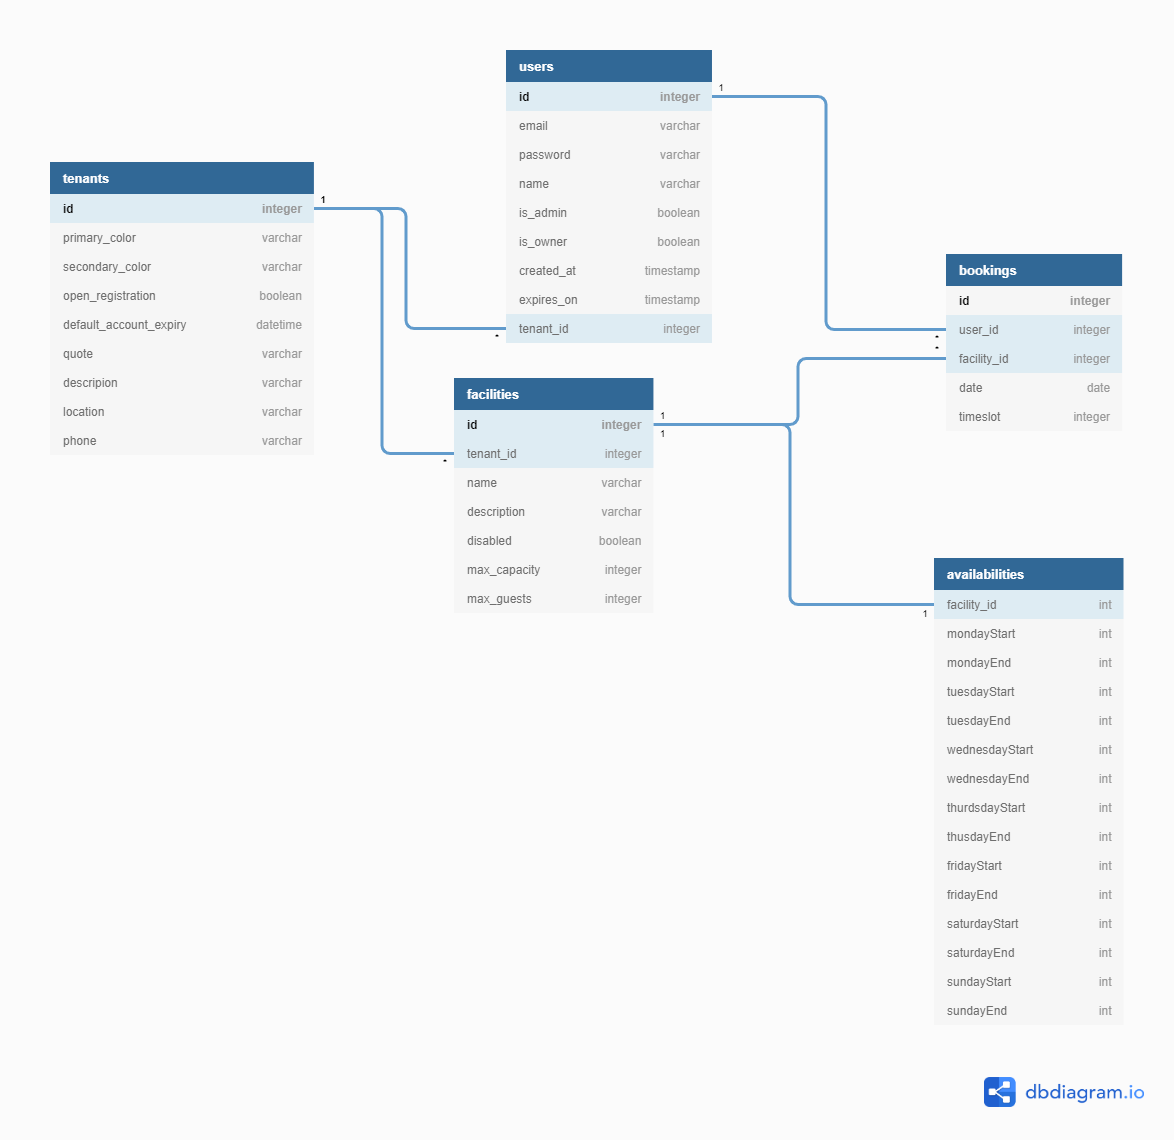 users
id integer
email varchar
password varchar
name varchar
is_admin boolean
is_owner boolean
created_at timestamp
expires_on timestamp
tenant_id integer
1
*
tenants
id integer
primary_color varchar
secondary_color varchar
open_registration boolean
default_account_expiry datetime
quote varchar
descripion varchar
location varchar
phone varchar
1
bookings
id integer
user_id integer
facility_id integer
date date
timeslot integer
*
*
facilities
id integer
tenant_id integer
name varchar
description varchar
disabled boolean
max_capacity integer
max_guests integer
1
1
*
availabilities
facility_id int
mondayStart int
mondayEnd int
tuesdayStart int
tuesdayEnd int
wednesdayStart int
wednesdayEnd int
thurdsdayStart int
thusdayEnd int
fridayStart int
fridayEnd int
saturdayStart int
saturdayEnd int
sundayStart int
sundayEnd int
1
dbdiagram.io